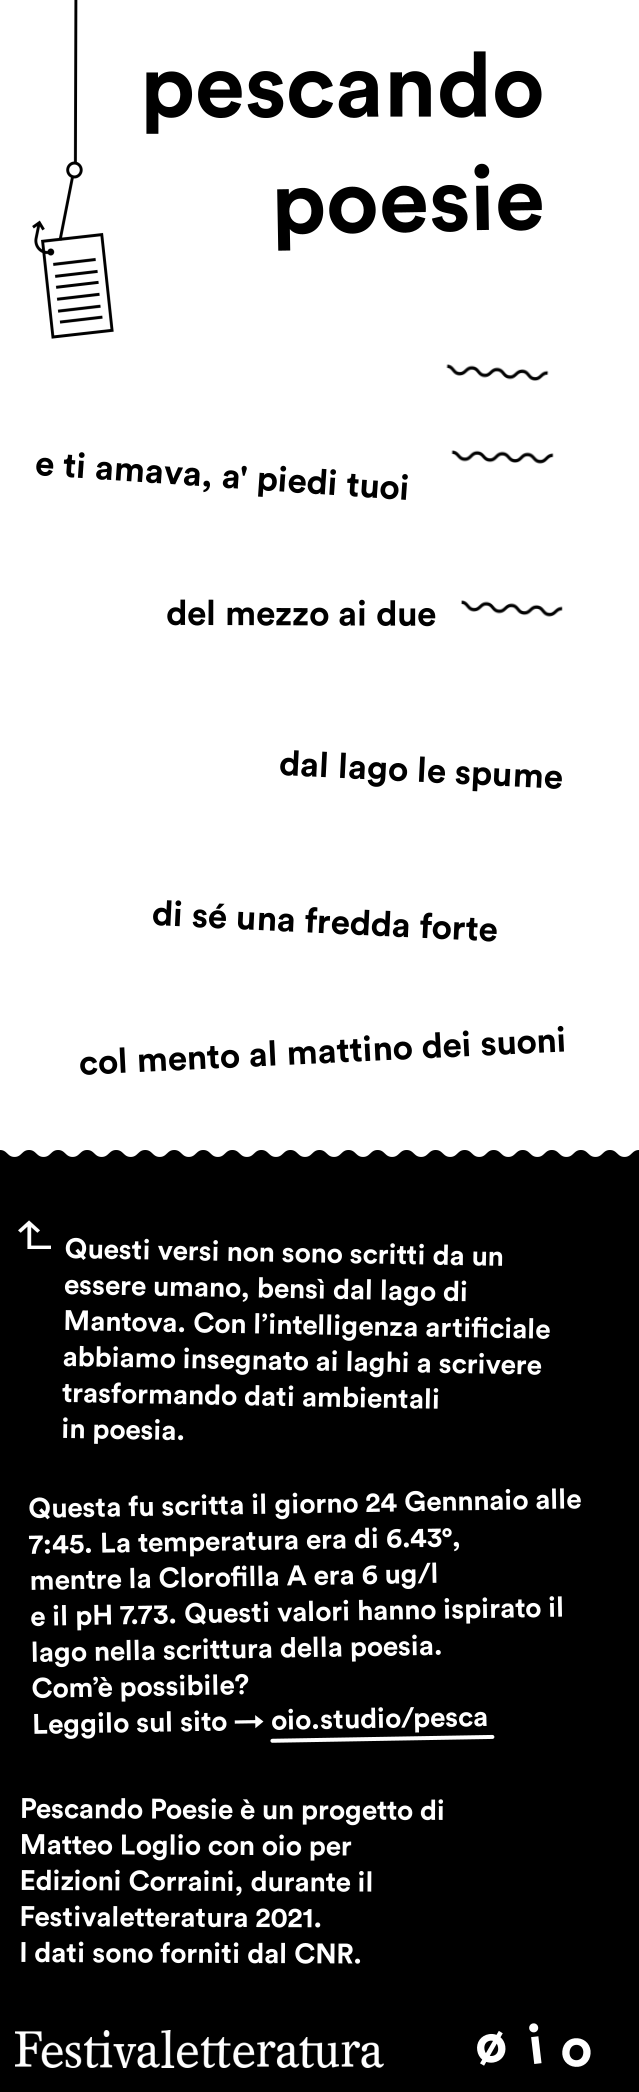 pescando
poesie
e ti amava, a' piedi tuoi
del mezzo ai due
dal lago le spume
di sé una fredda forte
col mento al mattino dei suoni
Questi versi non sono scritti da un
essere umano, bensì dal lago di
Mantova. Con l’intelligenza artificiale
abbiamo insegnato ai laghi a scrivere
trasformando dati ambientali
in poesia.
Questa fu scritta il giorno 24 Gennnaio alle
7:45. La temperatura era di 6.43°,
mentre la Clorofilla A era 6 ug/l
e il pH 7.73. Questi valori hanno ispirato il
lago nella scrittura della poesia.
Com’è possibile?
Leggilo sul sito → oio.studio/pesca
Pescando Poesie è un progetto di
Matteo Loglio con oio per
Edizioni Corraini, durante il
Festivaletteratura 2021.
I dati sono forniti dal CNR.
Festivaletteratura øio